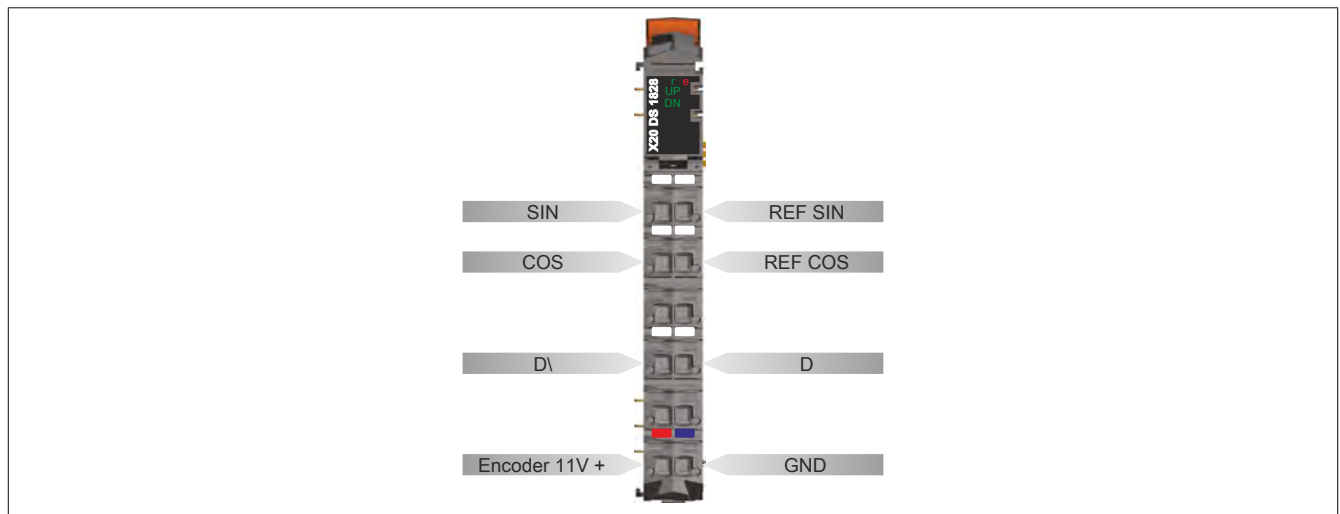 X20 DS 1828
r e
UP
DN
SIN
REF SIN
COS
REF COS
D\
D
Encoder 11V +
GND